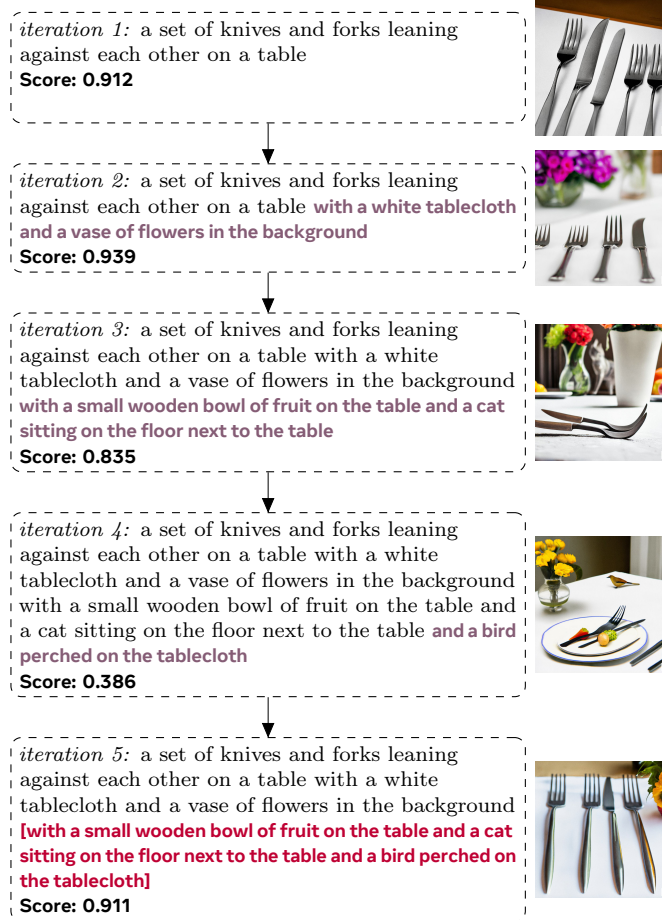 iteration 1: a set of knives and forks leaning
against each other on a table
Score: 0.912
iteration 2: a set of knives and forks leaning
against each other on a table with a white tablecloth
and a vase of flowers in the background
Score: 0.939
iteration 3: a set of knives and forks leaning
against each other on a table with a white
tablecloth and a vase of flowers in the background
with a small wooden bowl of fruit on the table and a cat
sitting on the floor next to the table
Score: 0.835
iteration 4: a set of knives and forks leaning
against each other on a table with a white
tablecloth and a vase of flowers in the background
with a small wooden bowl of fruit on the table and
a cat sitting on the floor next to the table and a bird
perched on the tablecloth
Score: 0.386
iteration 5: a set of knives and forks leaning
against each other on a table with a white
tablecloth and a vase of flowers in the background
[with a small wooden bowl of fruit on the table and a cat
sitting on the floor next to the table and a bird perched on
the tablecloth]
Score: 0.911